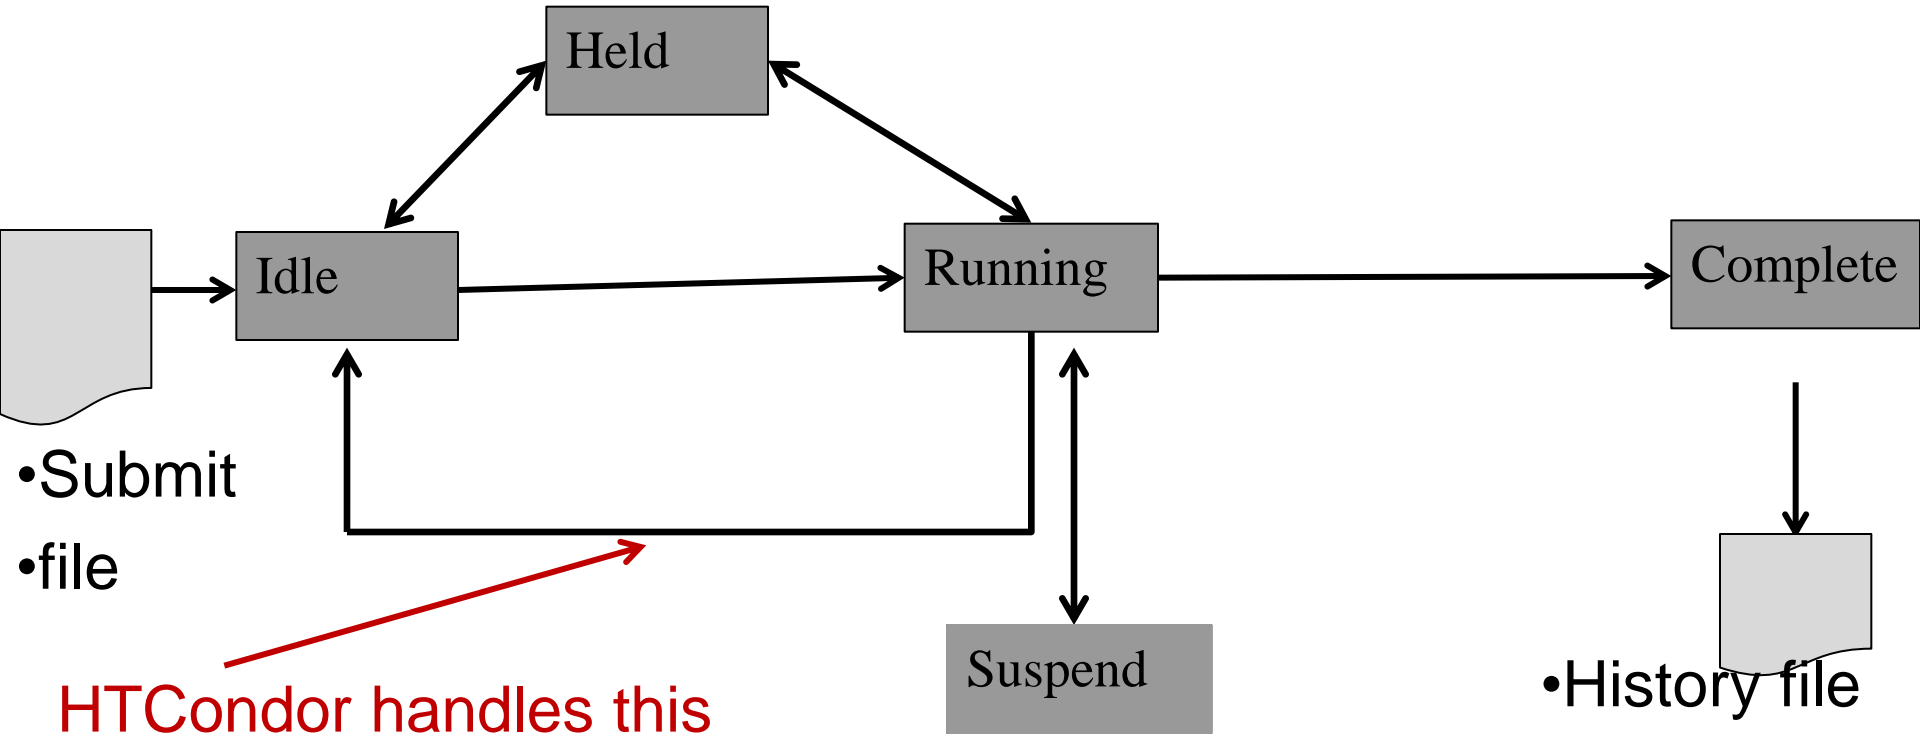 Held
Idle
Running
Complete
•Submit
•file
Suspend
•History file
HTCondor handles this